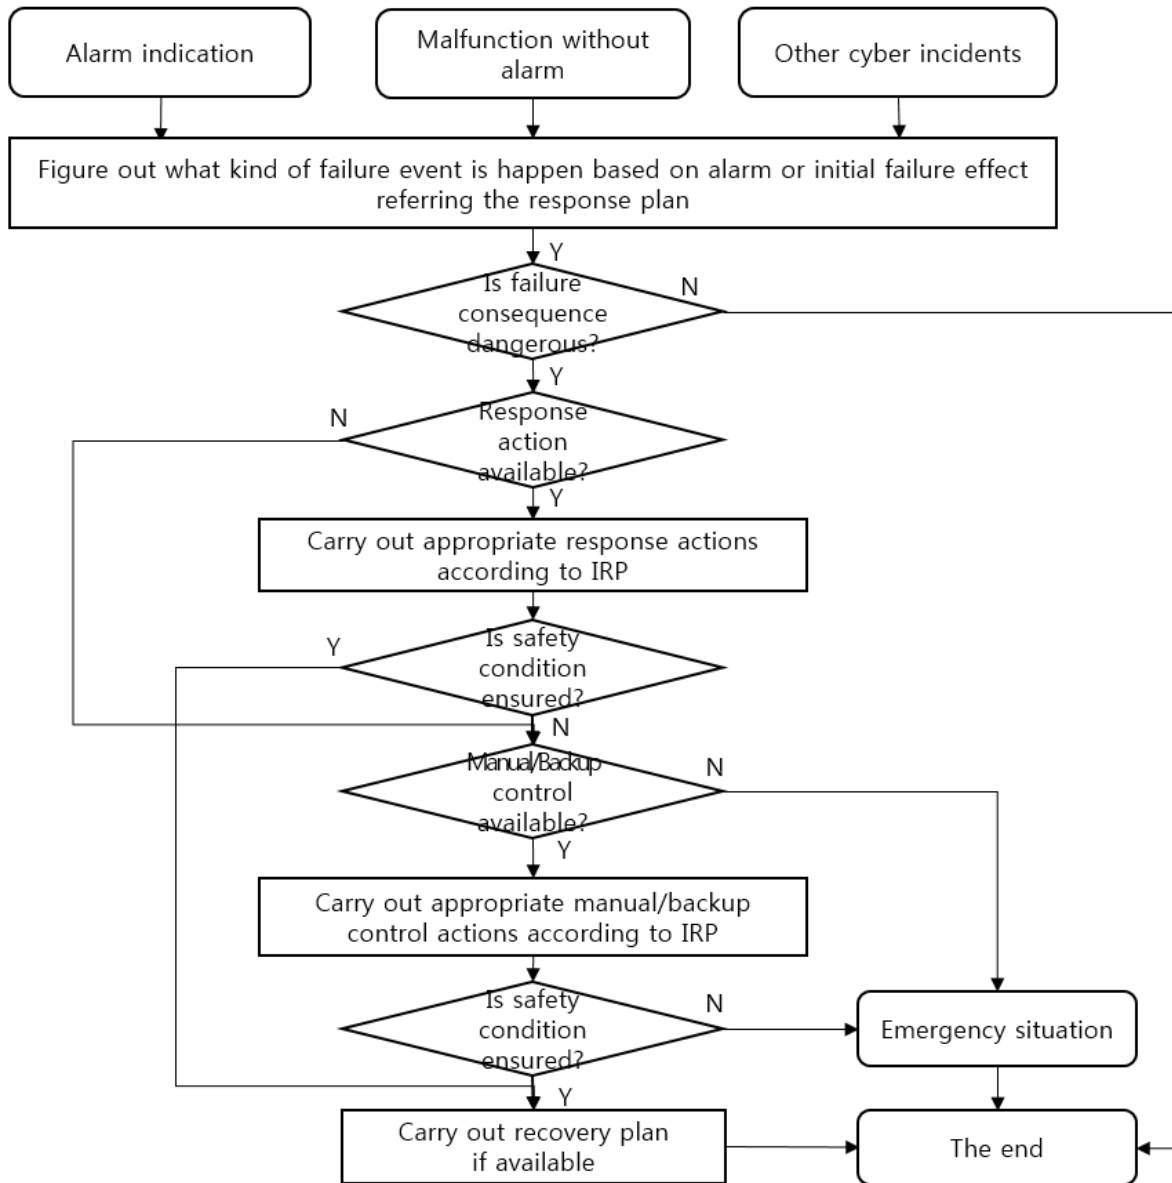 Alarm indication
Malfunction without
alarm
Other cyber incidents
Figure out what kind of failure event is happen based on alarm or initial failure effect
referring the response plan
Y
Is failure
consequence
dangerous?
N
Y
Response
action
available?
N
Y
Carry out appropriate response actions
according to IRP
Is safety
condition
ensured?
Y
N
Manual/Backup
control
available?
N
Y
Carry out appropriate manual/backup
control actions according to IRP
Is safety
condition
ensured?
N
Emergency situation
Y
Carry out recovery plan
if available
The end